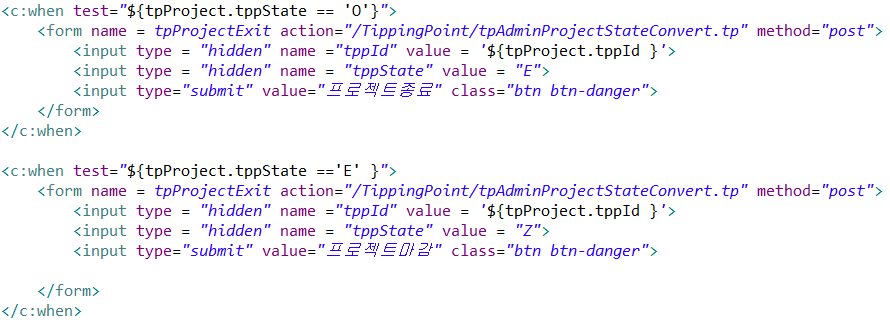 <c:when test="${tpProject.tppState == 'O'}">
<form name = tpProjectExit action="/TippingPoint/tpAdminProjectStateConvert.tp" method="post">
<input type = "hidden" name ="tppId" value = '${tpProject.tppId }'>
<input type = "hidden" name = "tppState" value = "E">
<input type="submit" value="프로젝트종료" class="btn btn-danger">
</form>
</c:when>
<c:when test="${tpProject.tppState =='E' }">
<form name = tpProjectExit action="/TippingPoint/tpAdminProjectStateConvert.tp" method="post">
<input type = "hidden" name ="tppId" value = '${tpProject.tppId }'>
<input type = "hidden" name = "tppState" value = "Z">
<input type="submit" value="프로젝트마감" class="btn btn-danger">
</form>
</c:when>